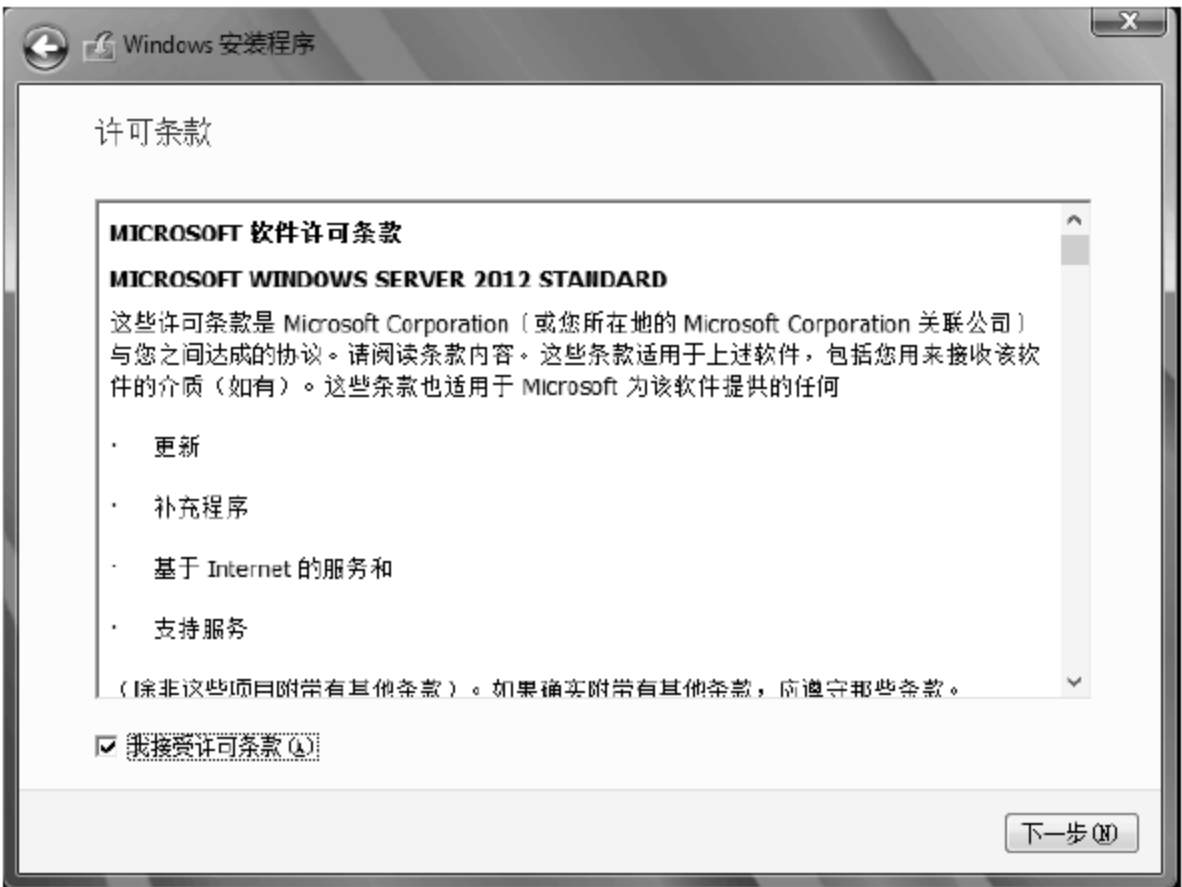 Windows 安装程序
许可条款
MICROSOFT 软件许可条款
MICROSOFT WINDOWS SERVER 2012 STANDARD
这些许可条款是 Microsoft Corporation（或您所在地的 Microsoft Corporation 关联公司）
与您之间达成的协议。请阅读条款内容。这些条款适用于上述软件，包括您用来接收该软
件的介质（如有）。这些条款也适用于 Microsoft 为该软件提供的任何
· 更新
· 补充程序
· 基于 Internet 的服务和
· 支持服务
（除非这些项目附带有其他条款）。如果确实附带有其他条款，应遵守那些条款。
我接受许可条款(A)
下一步(N)